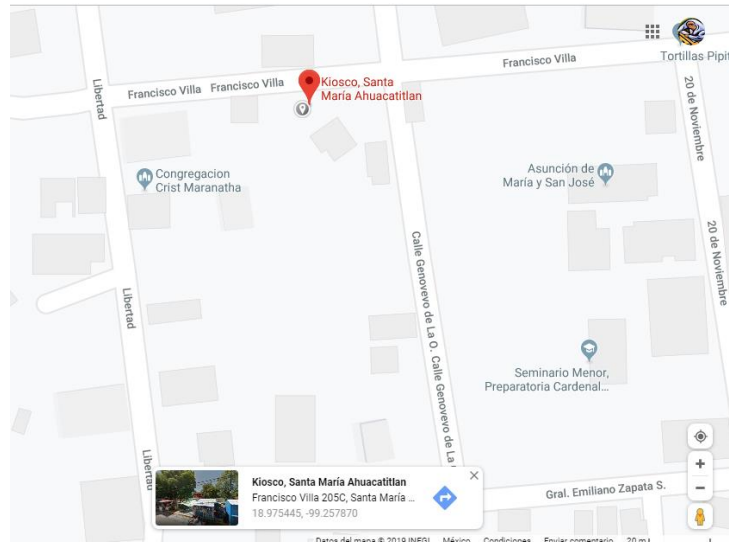 Tortillas Pipit
Francisco Villa
Francisco Villa
Francisco Villa
Kiosco, Santa
María Ahuacatitlan
Libertad
20 de Noviembre
Congregacion
Crist Maranatha
Asunción de
María y San José
20 de Noviembre
Calle Genovevo de La O.
Calle Genovevo de La O
Libertad
Seminario Menor,
Preparatoria Cardenal...
Libertad
Kiosco, Santa María Ahuacatitlan
Francisco Villa 205C, Santa María ...
18.975445, -99.257870
Gral. Emiliano Zapata S.
Datos del mapa © 2019 INEGI México Condiciones Enviar comentario 20 m